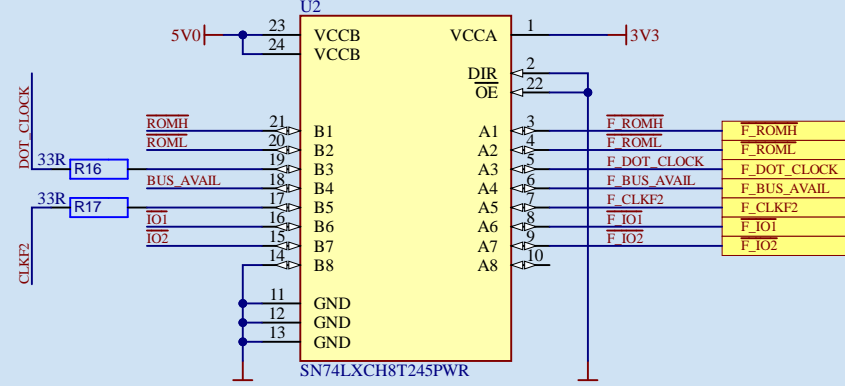 U2
5V0 23 VCCB VCCA 1 3V3
24 VCCB
DIR 2
OE 22
DOT_CLOCK
ROMH 21 B1 A1 3 F_ROMH F_ROMH
ROML 20 B2 A2 4 F_ROML F_ROML
33R R16 19 B3 A3 5 F_DOT_CLOCK F_DOT_CLOCK
BUS_AVAIL 18 B4 A4 6 F_BUS_AVAIL F_BUS_AVAIL
33R R17 17 B5 A5 7 F_CLKF2 F_CLKF2
IO1 16 B6 A6 8 F_IO1 F_IO1
IO2 15 B7 A7 9 F_IO2 F_IO2
CLKF2
14 B8 A8 10
11 GND
12 GND
13 GND
SN74LXCH8T245PWR